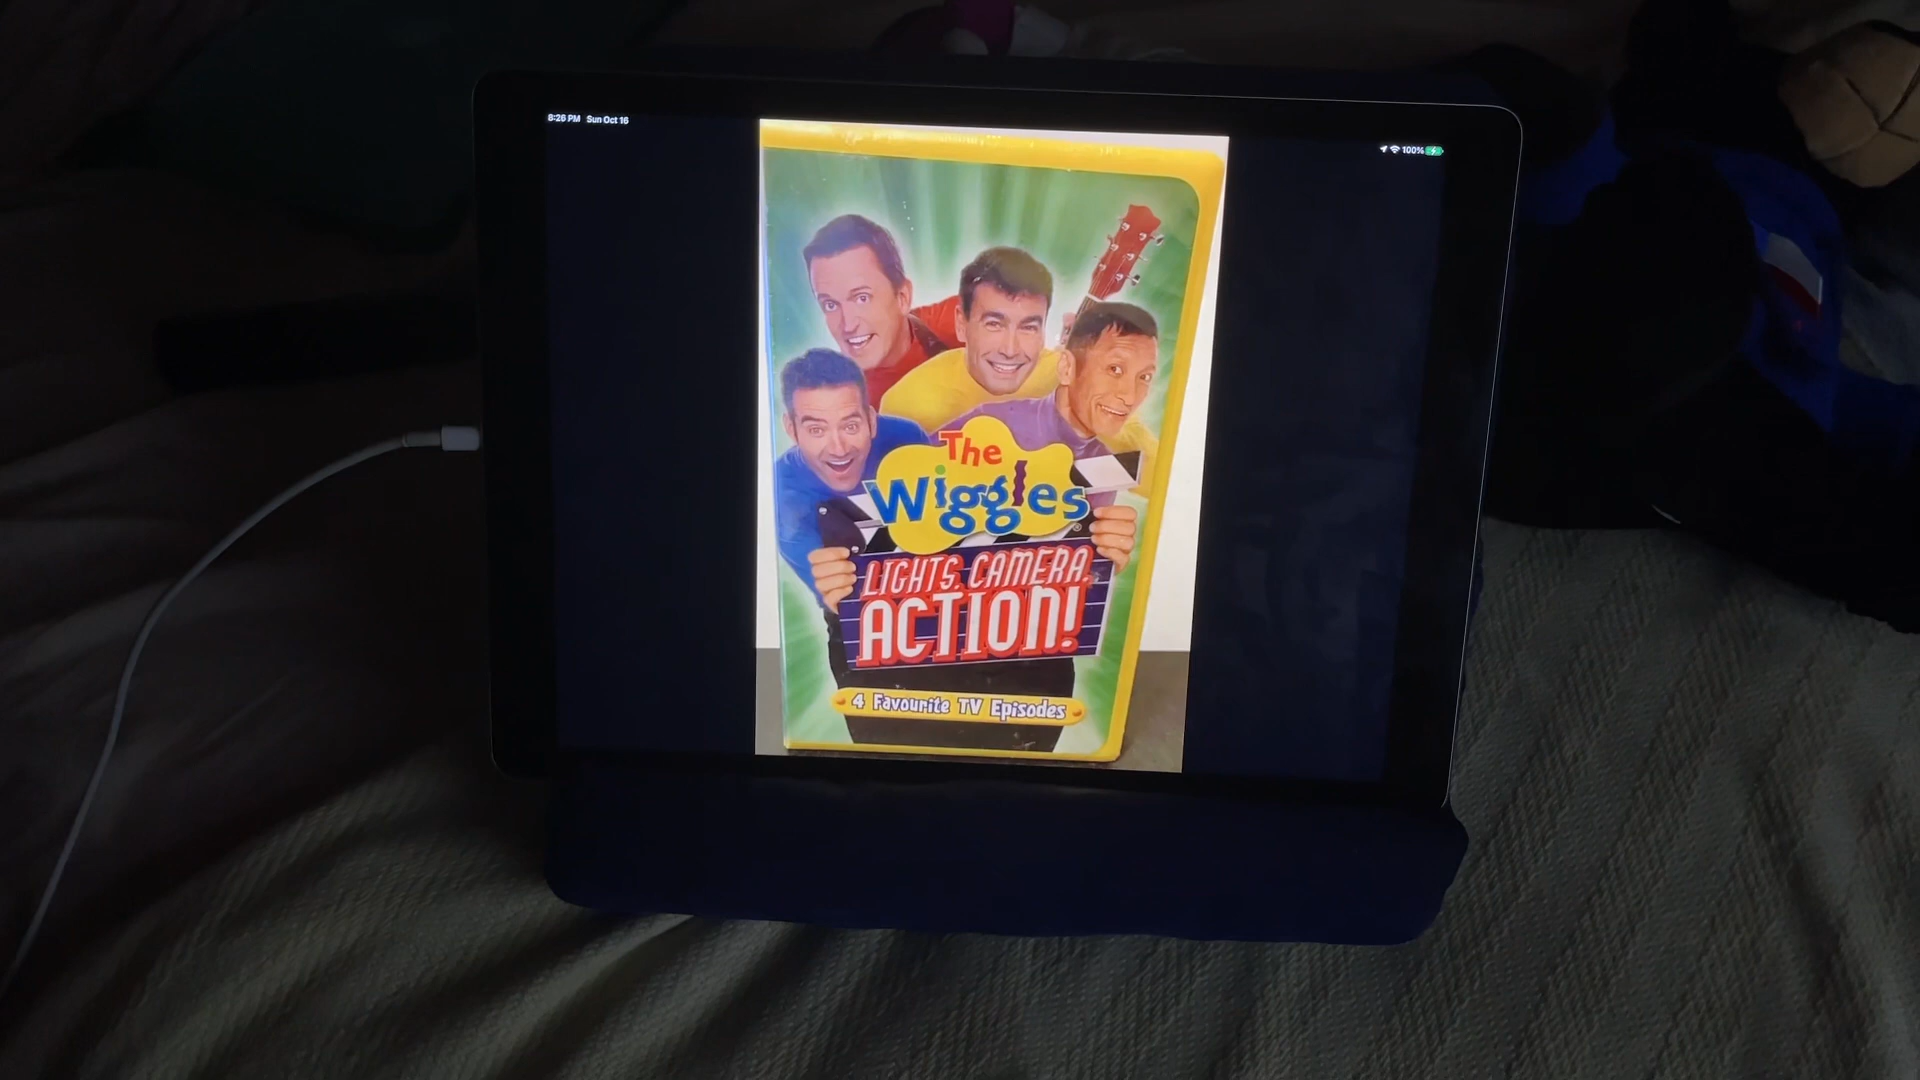 8:26 PM Sun Oct 16
100%
The
Wiggles
®
LIGHTS, CAMERA,
ACTION!
4 Favourite TV Episodes